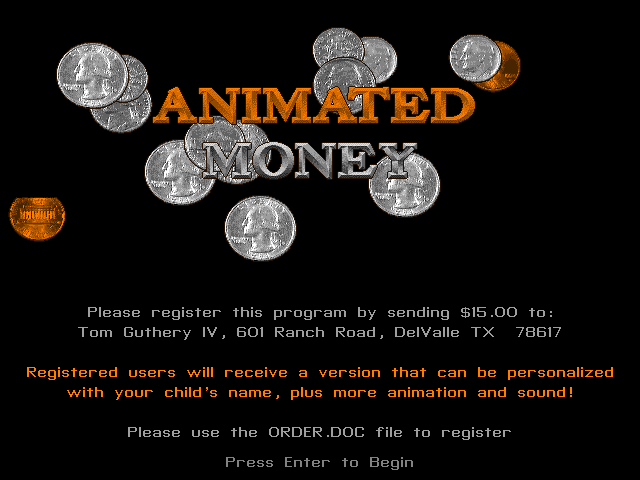 ANIMATED
MONEY
Please register this program by sending $15.00 to:
Tom Guthery IV, 601 Ranch Road, DelValle TX  78617
Registered users will receive a version that can be personalized
with your child's name, plus more animation and sound!
Please use the ORDER.DOC file to register
Press Enter to Begin